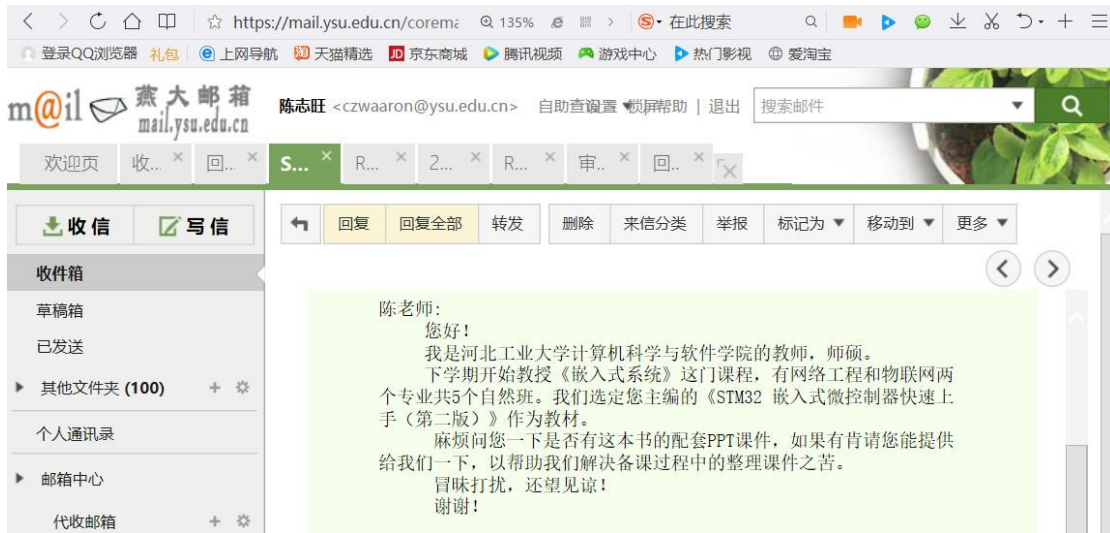 https://mail.ysu.edu.cn/corema 135% 在此搜索
登录QQ浏览器 礼包 上网导航 天猫精选 JD 京东商城 腾讯视频 游戏中心 热门影视 爱淘宝
m@il 燕大邮箱
mail.ysu.edu.cn
陈志旺 <czwaaron@ysu.edu.cn> 自助查询 设置 锁屏 帮助 | 退出 搜索邮件
欢迎页 收... 回... S... R... 2... R... 审.. 回..
收信 写信
回复 回复全部 转发 删除 来信分类 举报 标记为 移动到 更多
收件箱
草稿箱
已发送
其他文件夹 (100)
个人通讯录
邮箱中心
代收邮箱
陈老师:
您好!
我是河北工业大学计算机科学与软件学院的教师,师硕。
下学期开始教授《嵌入式系统》这门课程,有网络工程和物联网两
个专业共5个自然班。我们选定您主编的《STM32 嵌入式微控制器快速上
手(第二版)》作为教材。
麻烦问您一下是否有这本书的配套PPT课件,如果有肯请您能提供
给我们一下,以帮助我们解决备课过程中的整理课件之苦。
冒昧打扰,还望见谅!
谢谢!